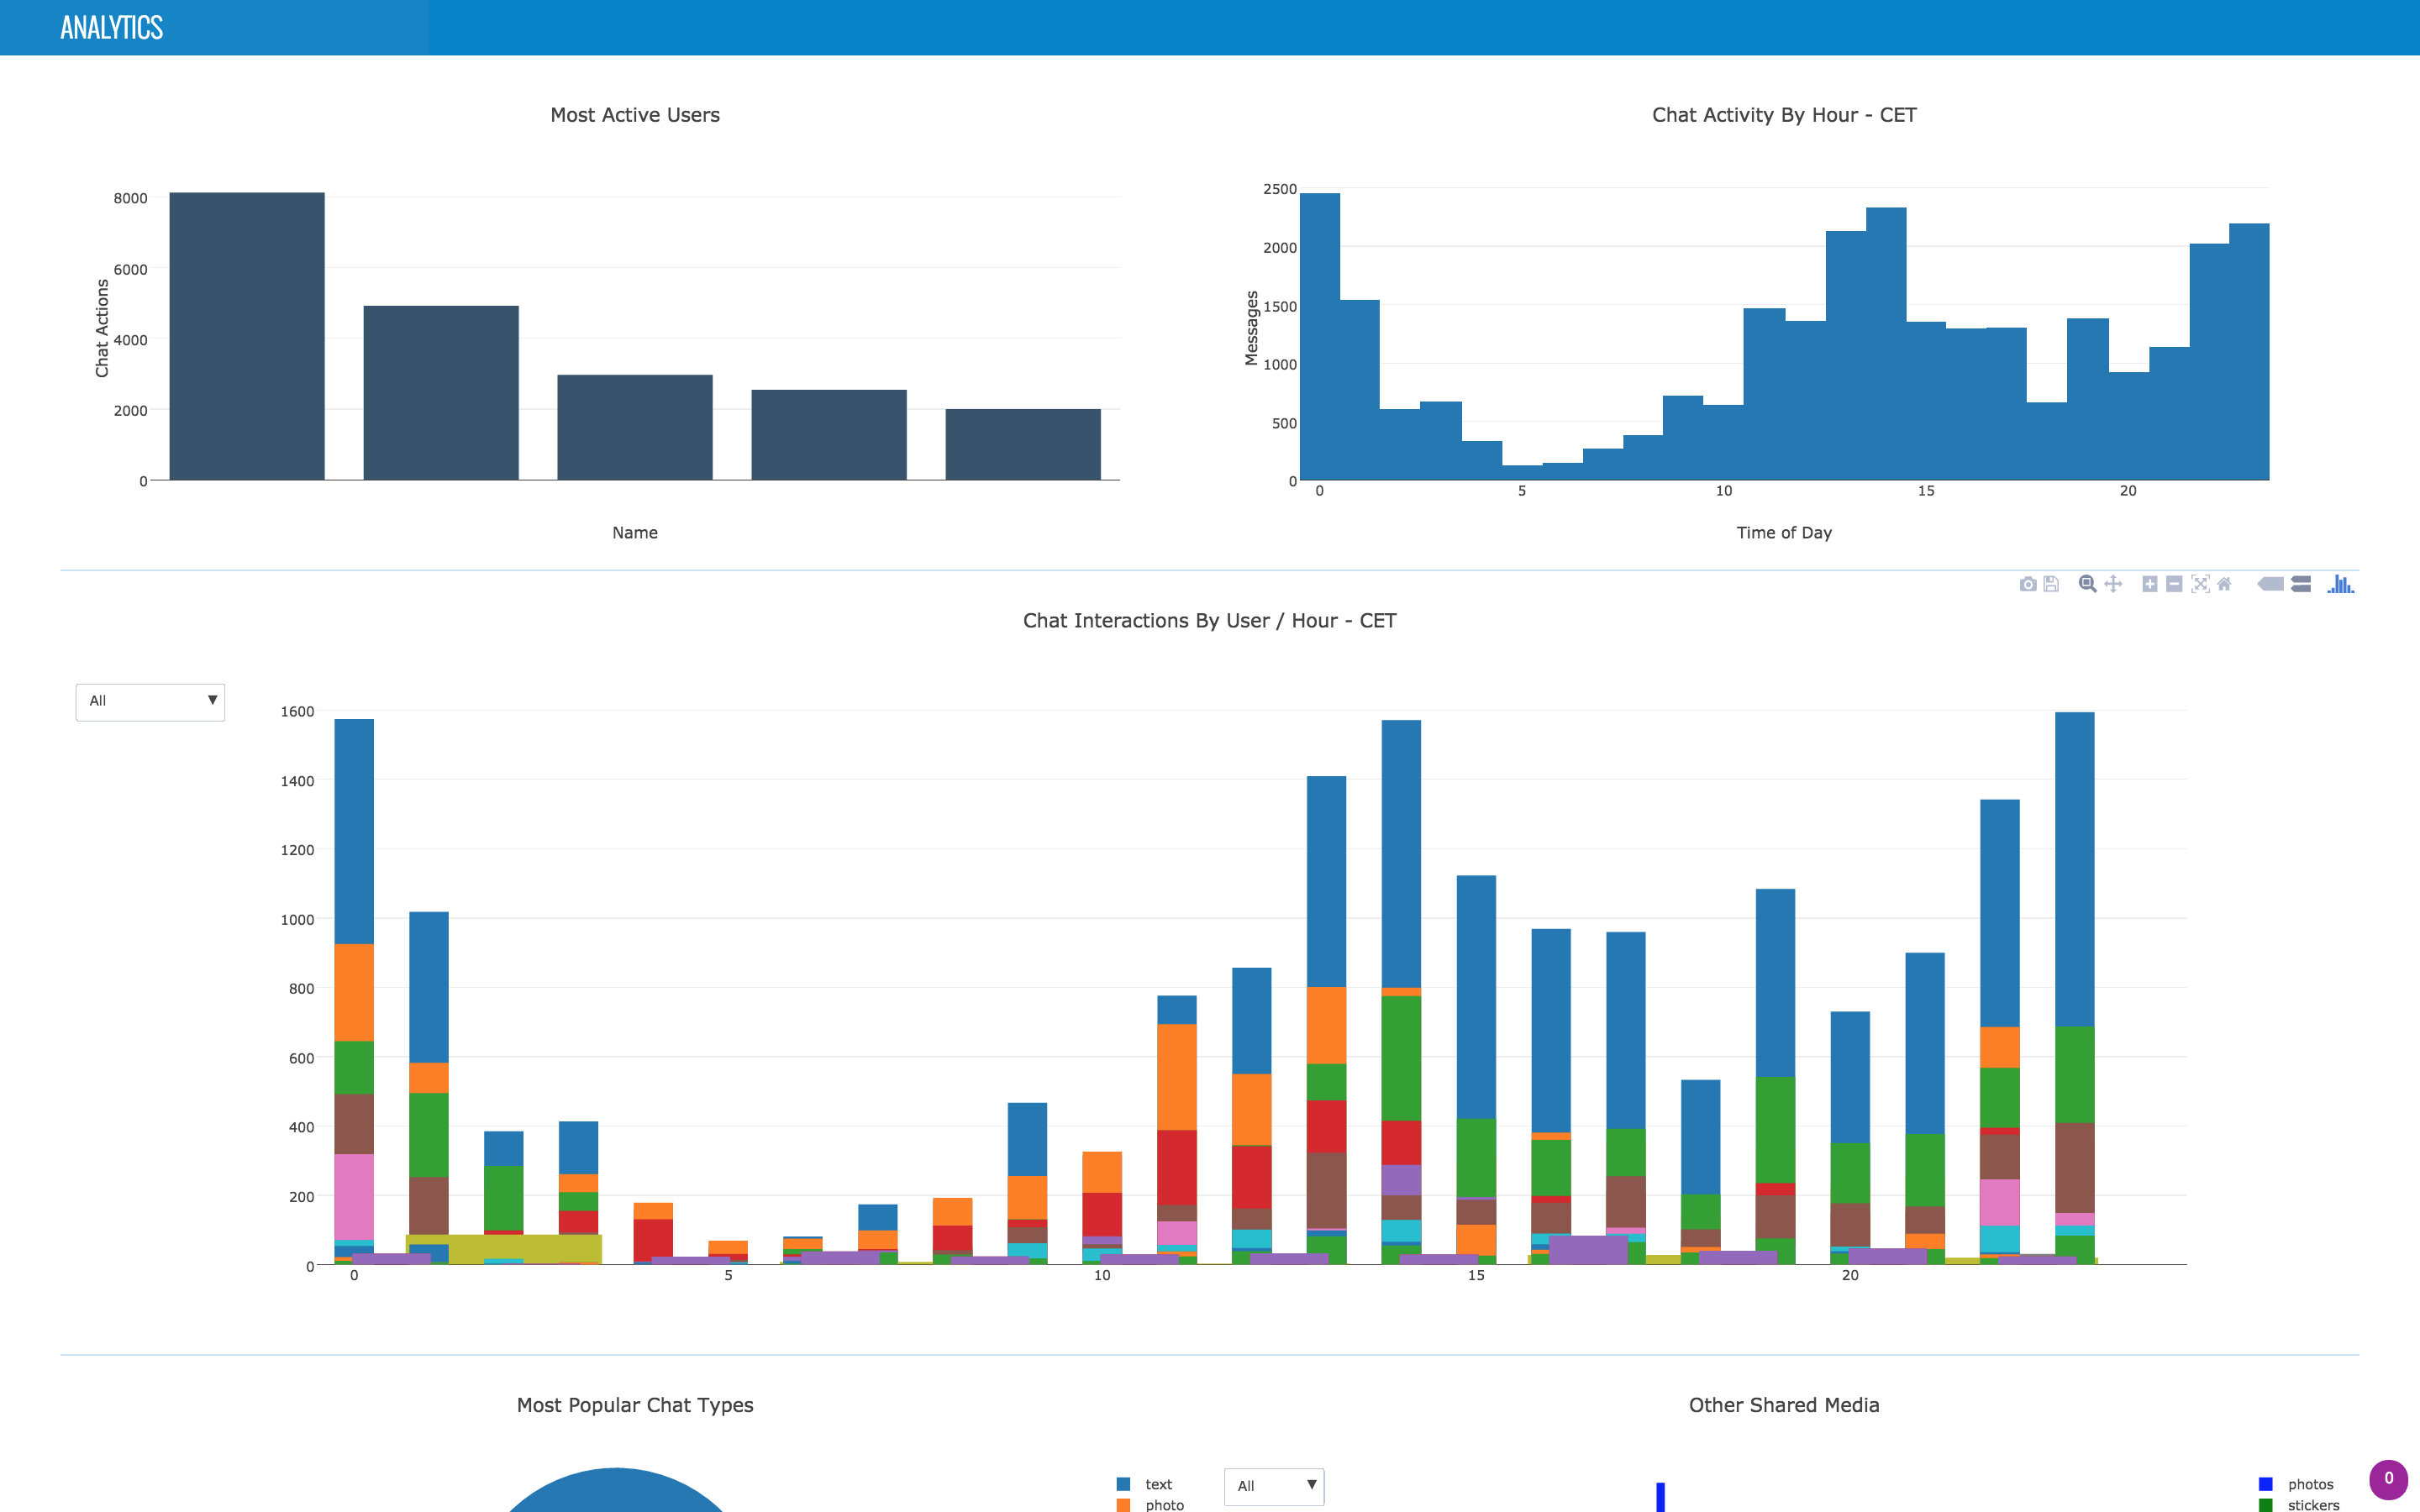 ANALYTICS
Most Active Users
8000
6000
4000
2000
0
Chat Actions
Name
Chat Activity By Hour - CET
2500
2000
1500
1000
500
0
Messages
0 5 10 15 20
Time of Day
Chat Interactions By User / Hour - CET
All
1600
1400
1200
1000
800
600
400
200
0
0 5 10 15 20
Most Popular Chat Types
text
photo
Other Shared Media
All
photos
stickers
0